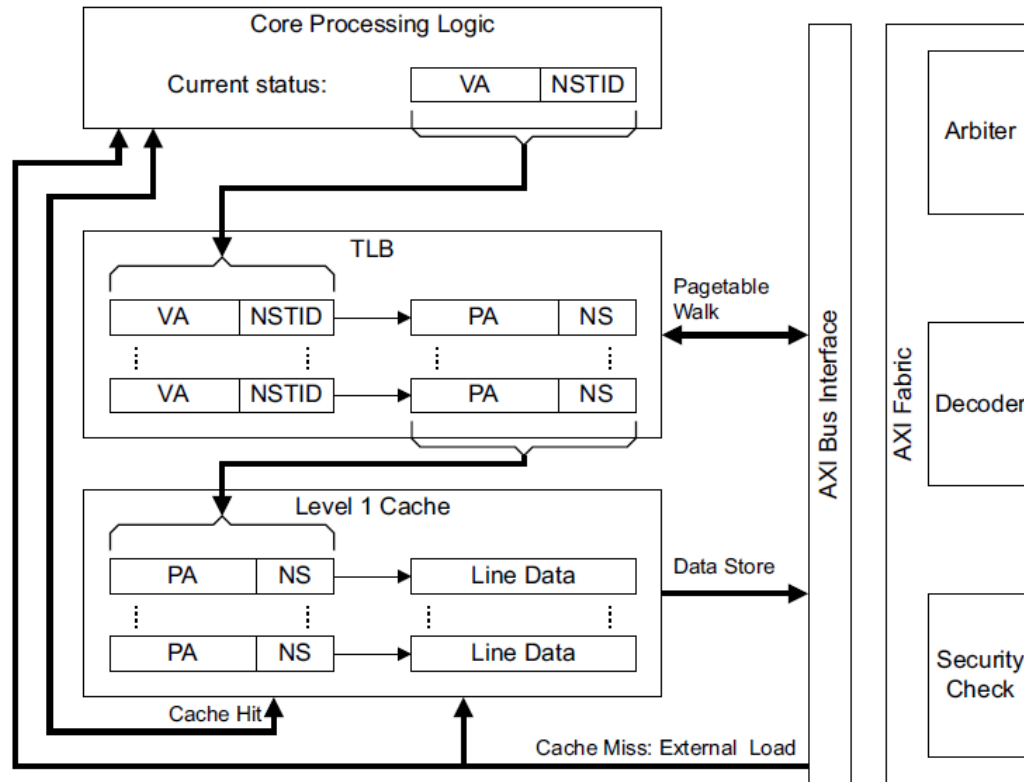 Core Processing Logic
Current status:
VA
NSTID
TLB
VA
NSTID
PA
NS
VA
NSTID
PA
NS
Pagetable
Walk
Level 1 Cache
PA
NS
Line Data
PA
NS
Line Data
Data Store
Cache Hit
Cache Miss: External Load
AXI Bus Interface
AXI Fabric
Arbiter
Decoder
Security
Check